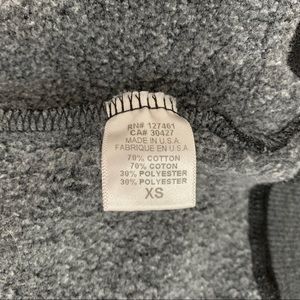 RN# 127461
CA# 30427
MADE IN U.S.A
FABRIQUE EN U.S.A
70% COTTON
70% COTON
30% POLYESTER
30% POLYESTER
XS